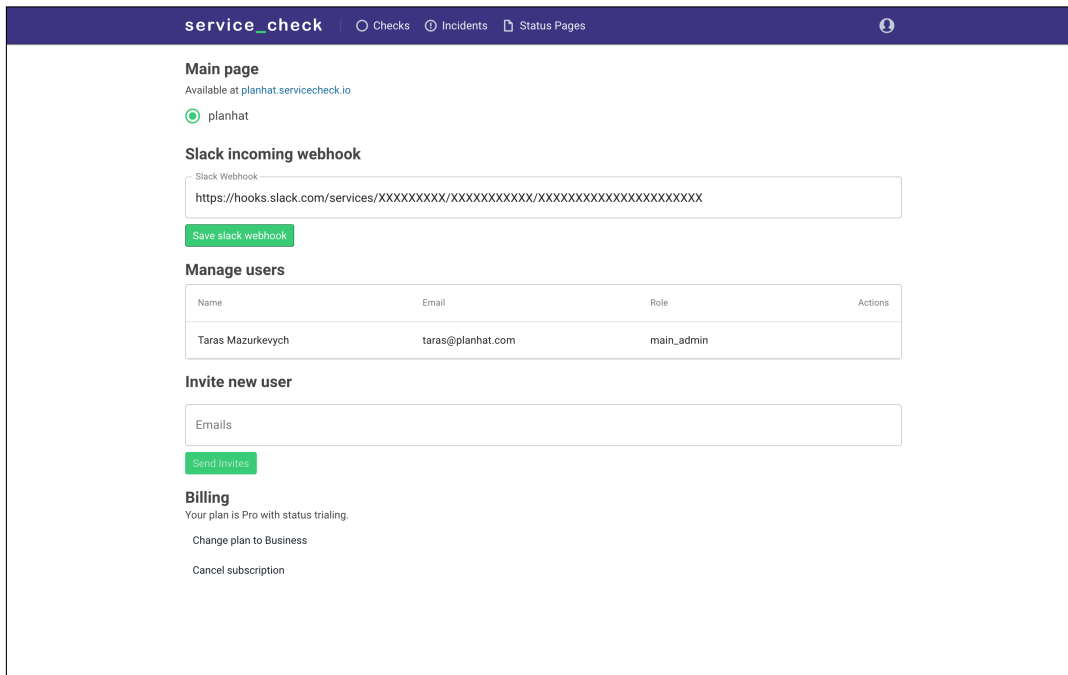 service_check Checks Incidents Status Pages
Main page
Available at planhat.servicecheck.io
planhat
Slack incoming webhook
Slack Webhook
https://hooks.slack.com/services/XXXXXXXXX/XXXXXXXXXXX/XXXXXXXXXXXXXXXXXXXXXX
Save slack webhook
Manage users
Name Email Role Actions
Taras Mazurkevych taras@planhat.com main_admin
Invite new user
Emails
Send Invites
Billing
Your plan is Pro with status trialing.
Change plan to Business
Cancel subscription